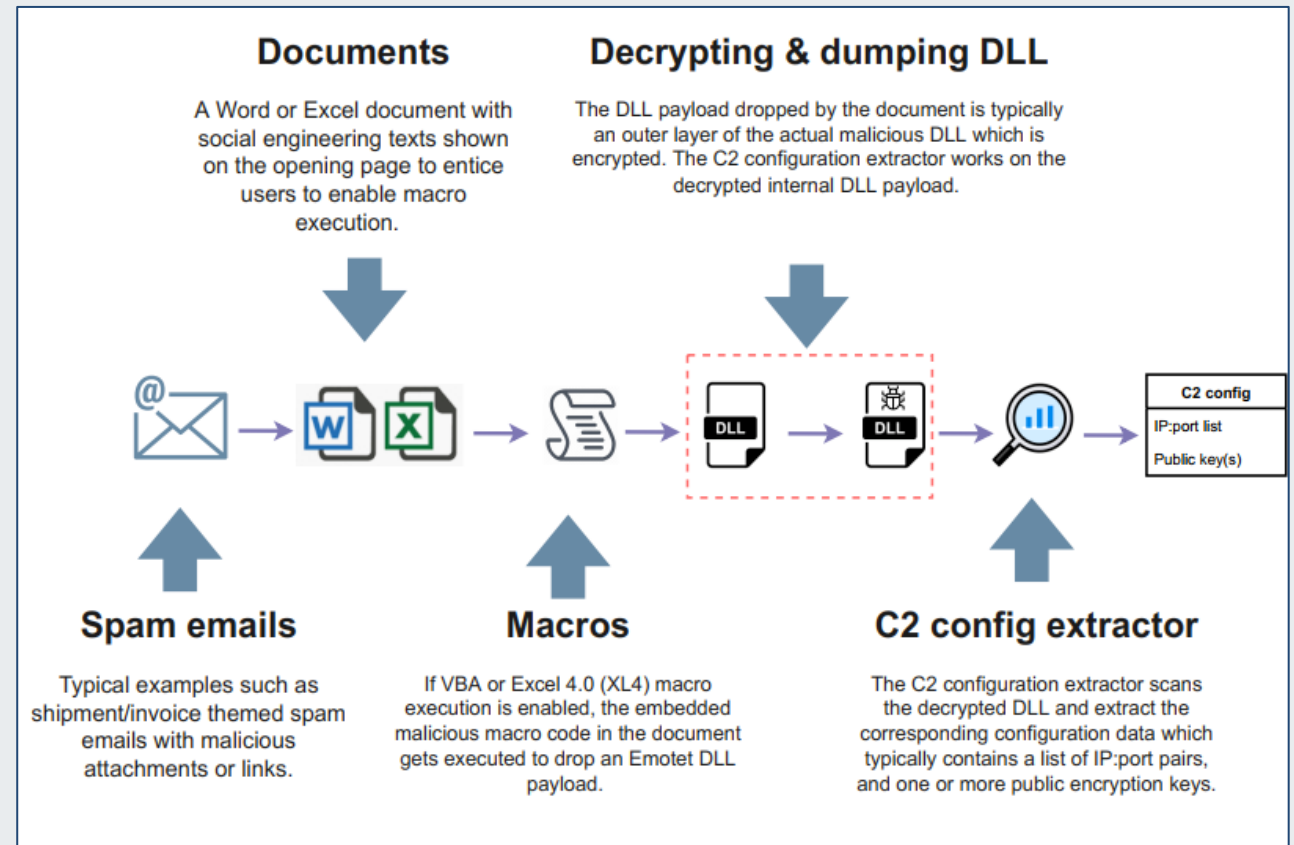 Documents
A Word or Excel document with
social engineering texts shown
on the opening page to entice
users to enable macro
execution.
Decrypting & dumping DLL
The DLL payload dropped by the document is typically
an outer layer of the actual malicious DLL which is
encrypted. The C2 configuration extractor works on the
decrypted internal DLL payload.
@
W
X
DLL
DLL
C2 config
IP:port list
Public key(s)
Spam emails
Typical examples such as
shipment/invoice themed spam
emails with malicious
attachments or links.
Macros
If VBA or Excel 4.0 (XL4) macro
execution is enabled, the embedded
malicious macro code in the document
gets executed to drop an Emotet DLL
payload.
C2 config extractor
The C2 configuration extractor scans
the decrypted DLL and extract the
corresponding configuration data which
typically contains a list of IP:port pairs,
and one or more public encryption keys.